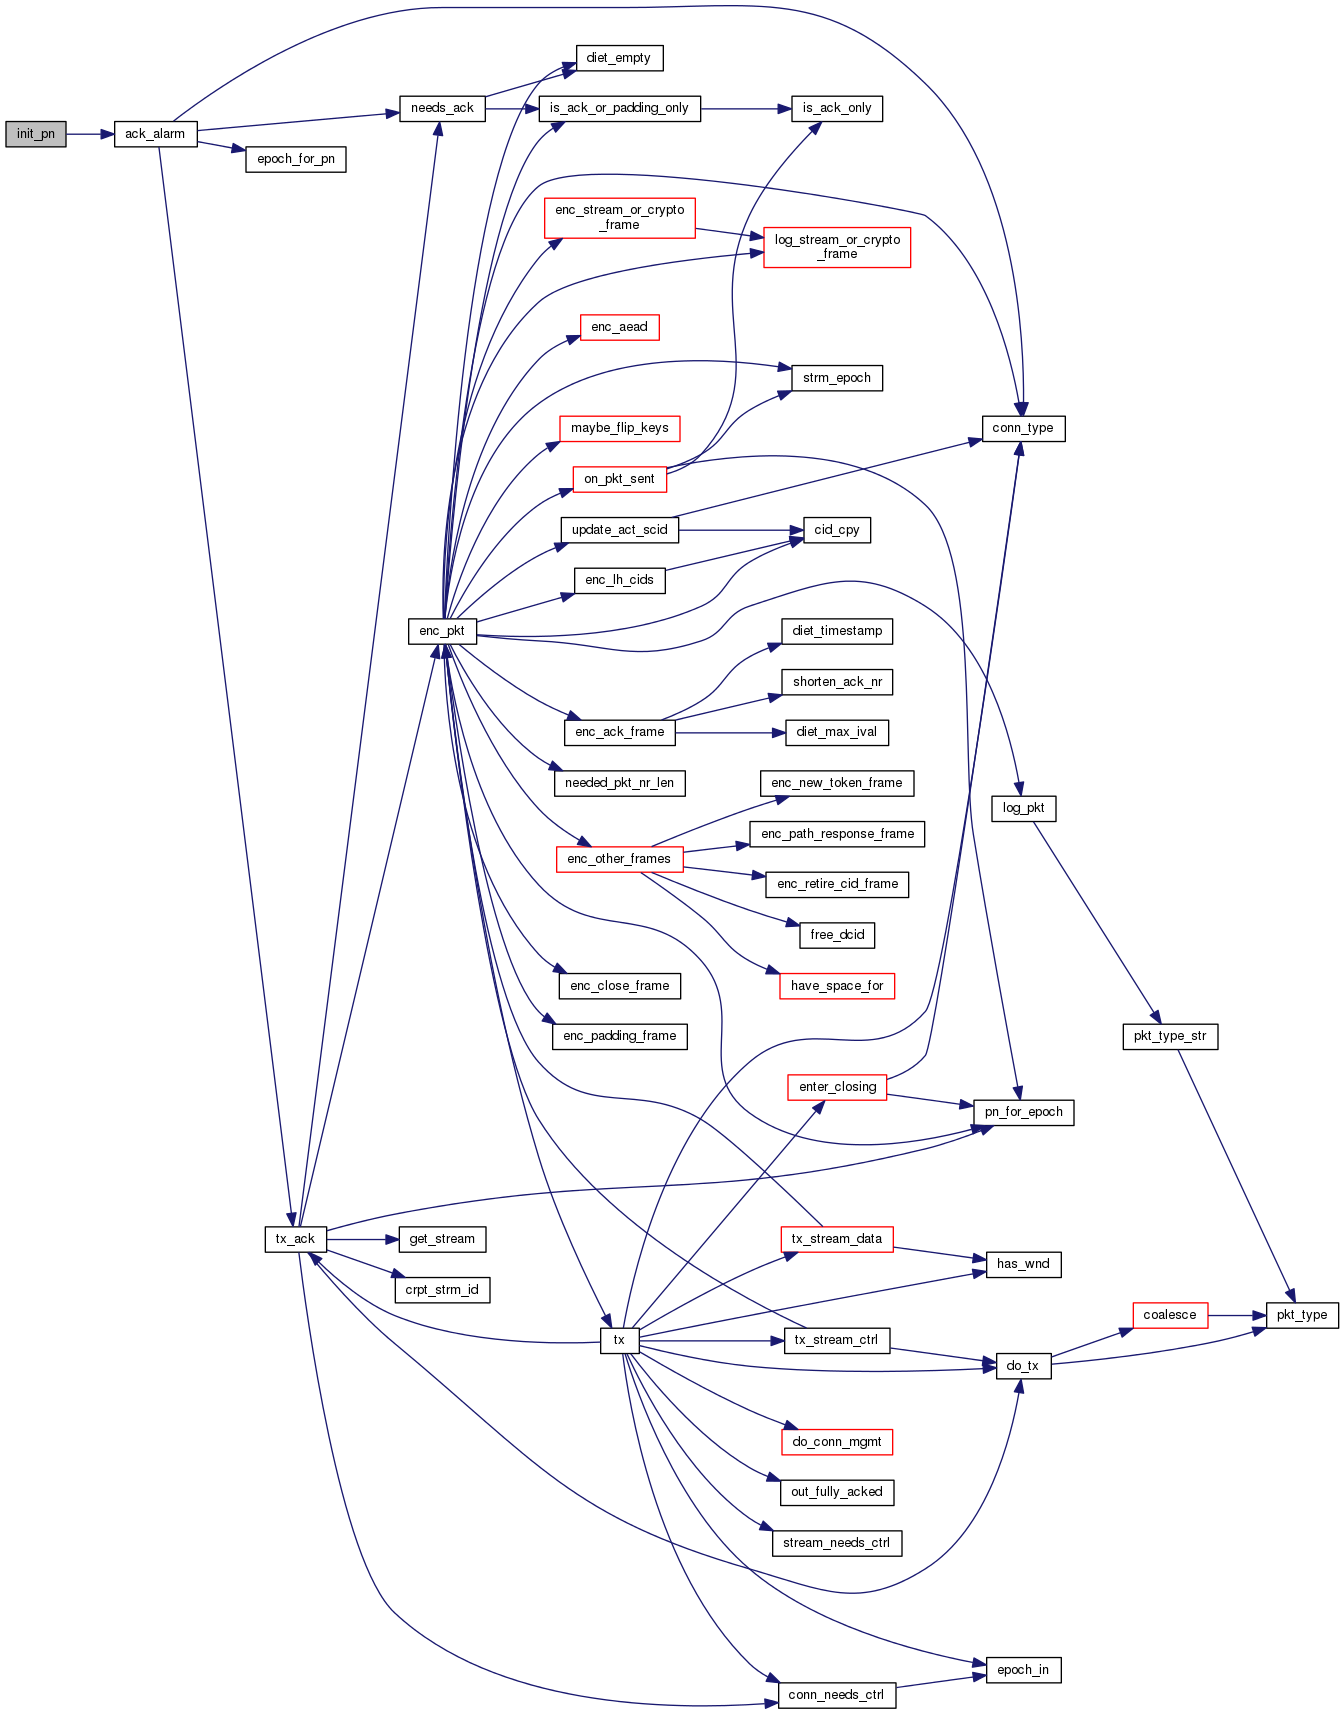 diet_empty
needs_ack
is_ack_or_padding_only
is_ack_only
init_pn
ack_alarm
epoch_for_pn
enc_stream_or_crypto
_frame
log_stream_or_crypto
_frame
enc_aead
strm_epoch
maybe_flip_keys
conn_type
on_pkt_sent
update_act_scid
cid_cpy
enc_lh_cids
enc_pkt
diet_timestamp
shorten_ack_nr
enc_ack_frame
diet_max_ival
needed_pkt_nr_len
enc_new_token_frame
log_pkt
enc_path_response_frame
enc_other_frames
enc_retire_cid_frame
free_dcid
have_space_for
enc_close_frame
enc_padding_frame
pkt_type_str
enter_closing
pn_for_epoch
tx_ack
get_stream
tx_stream_data
has_wnd
crpt_strm_id
coalesce
pkt_type
tx
tx_stream_ctrl
do_tx
do_conn_mgmt
out_fully_acked
stream_needs_ctrl
epoch_in
conn_needs_ctrl